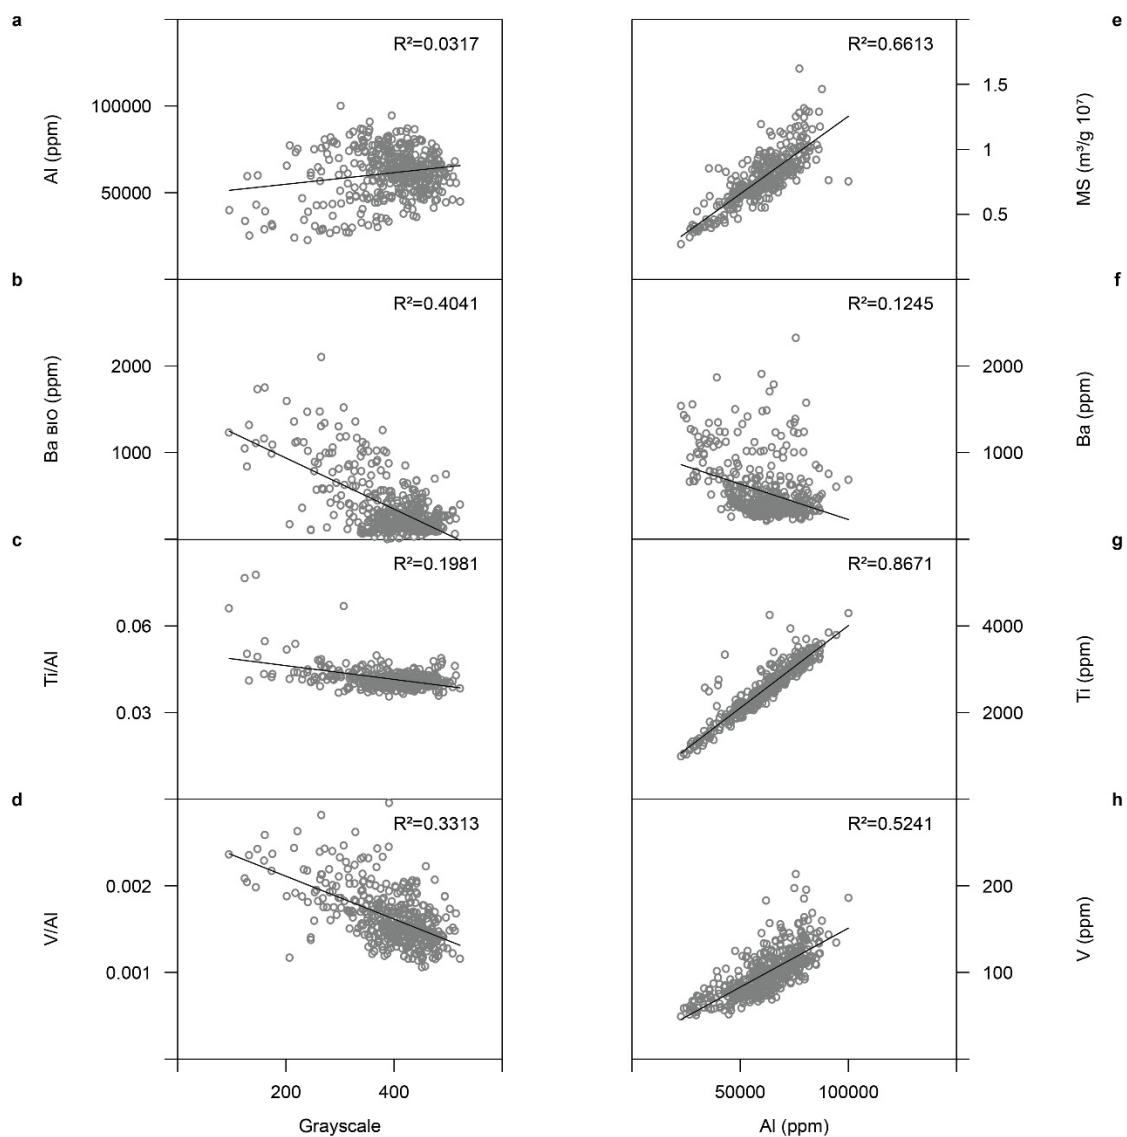 a
R²=0.0317
100000
50000
Al (ppm)
b
R²=0.4041
2000
1000
Ba BIO (ppm)
c
R²=0.1981
0.06
0.03
Ti/Al
d
R²=0.3313
0.002
0.001
V/Al
200
400
Grayscale
e
R²=0.6613
1.5
1
0.5
MS (m³/g 10⁷)
f
R²=0.1245
2000
1000
Ba (ppm)
g
R²=0.8671
4000
2000
Ti (ppm)
h
R²=0.5241
200
100
V (ppm)
50000
100000
Al (ppm)